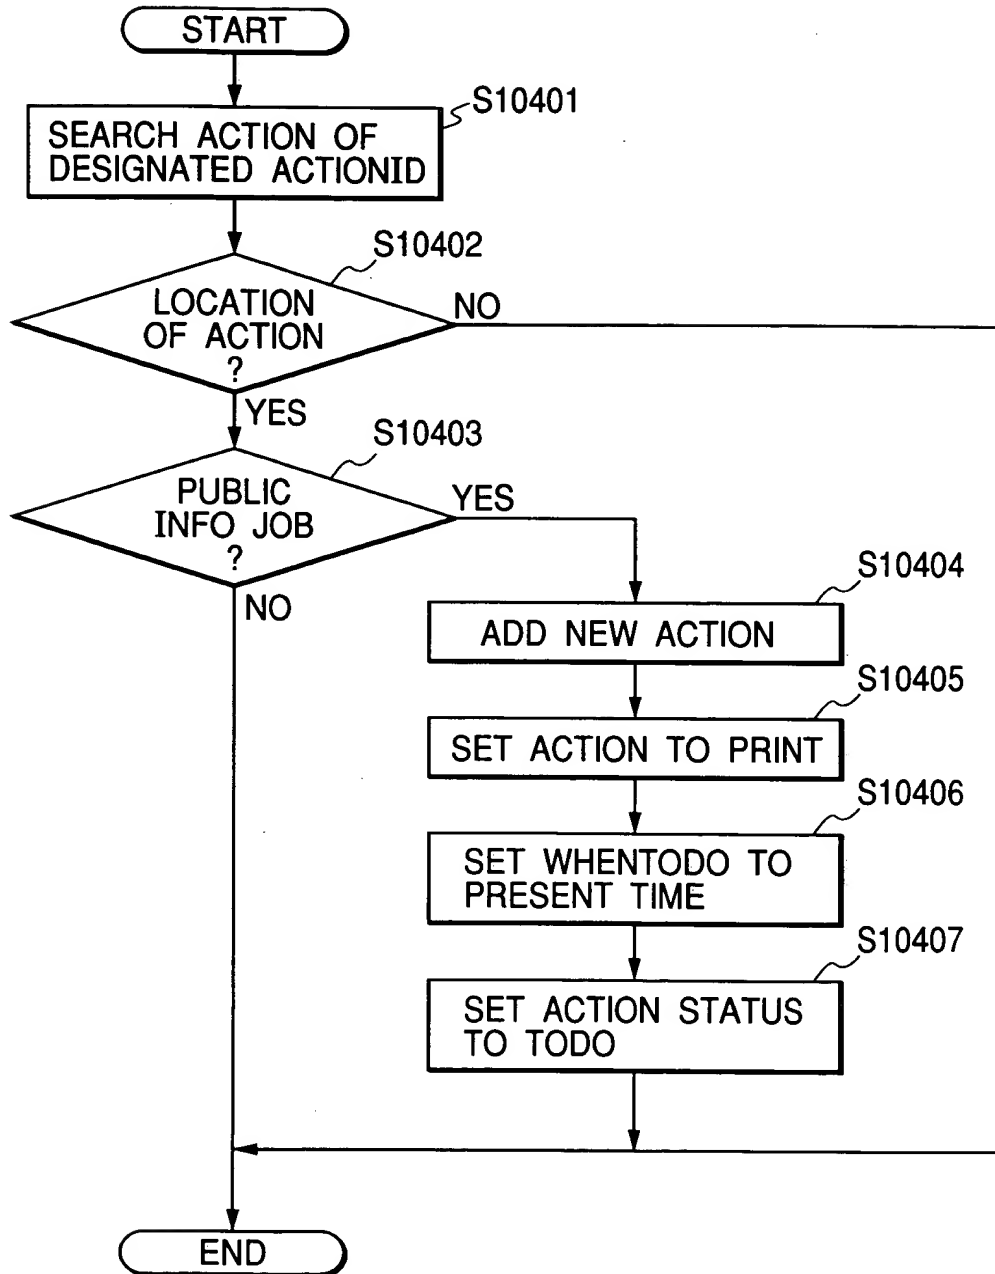 START
S10401
SEARCH ACTION OF
DESIGNATED ACTIONID
S10402
LOCATION
OF ACTION
?
NO
YES
S10403
PUBLIC
INFO JOB
?
YES
NO
S10404
ADD NEW ACTION
S10405
SET ACTION TO PRINT
S10406
SET WHENTODO TO
PRESENT TIME
S10407
SET ACTION STATUS
TO TODO
END